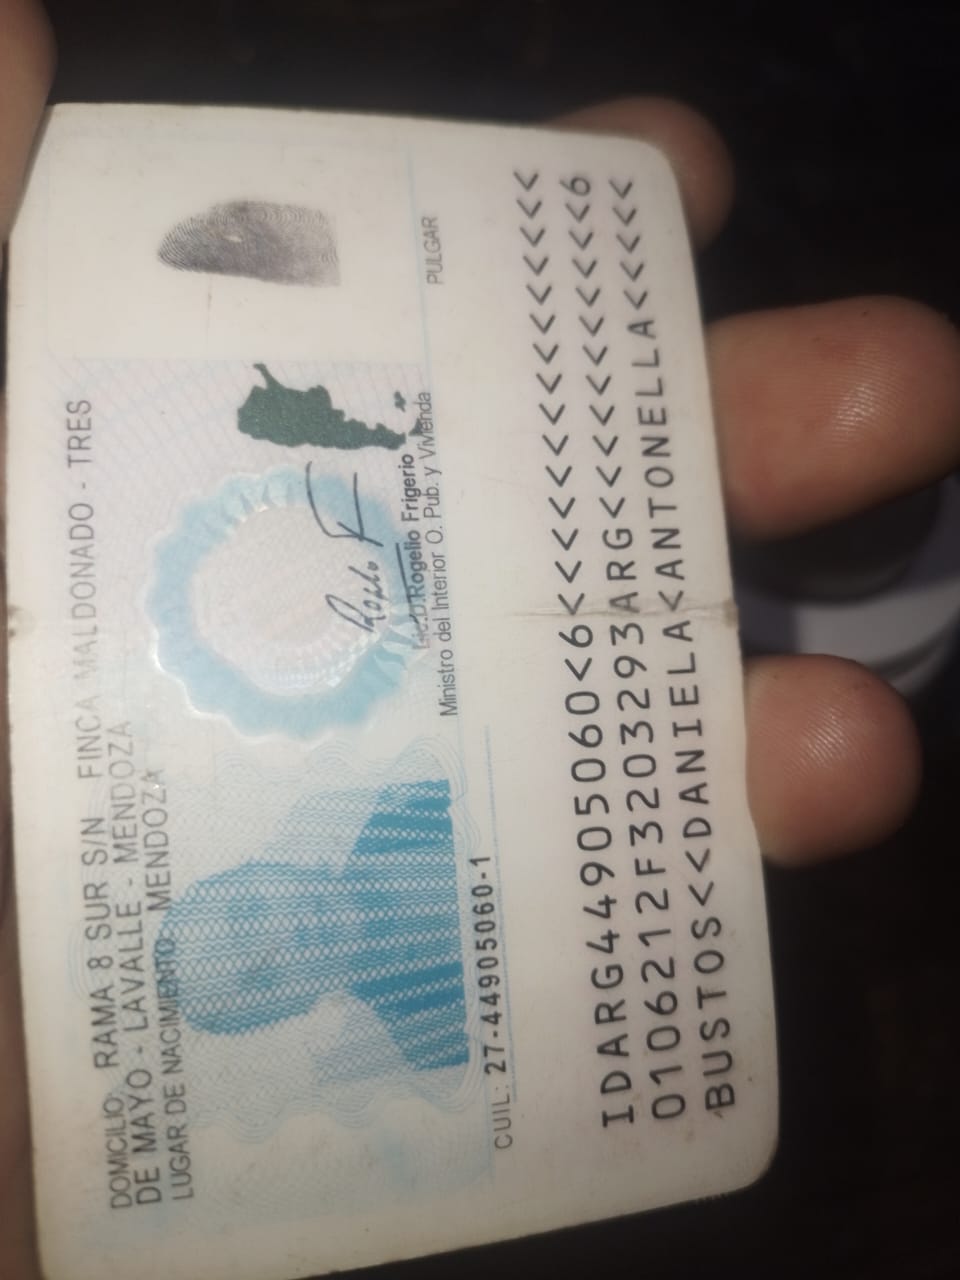 DOMICILIO: RAMA 8 SUR S/N FINCA MALDONADO - TRES
DE MAYO - LAVALLE - MENDOZA
LUGAR DE NACIMIENTO: MENDOZA
PULGAR
Rogelio Frigerio
Ministro del Interior O. Pub. y Vivienda
CUIL: 27-44905060-1
IDARG44905060<6<<<<<<<<<<<<<<<
0106212F3203293ARG<<<<<<<<<<<6
BUSTOS<<DANIELA<ANTONELLA<<<<<